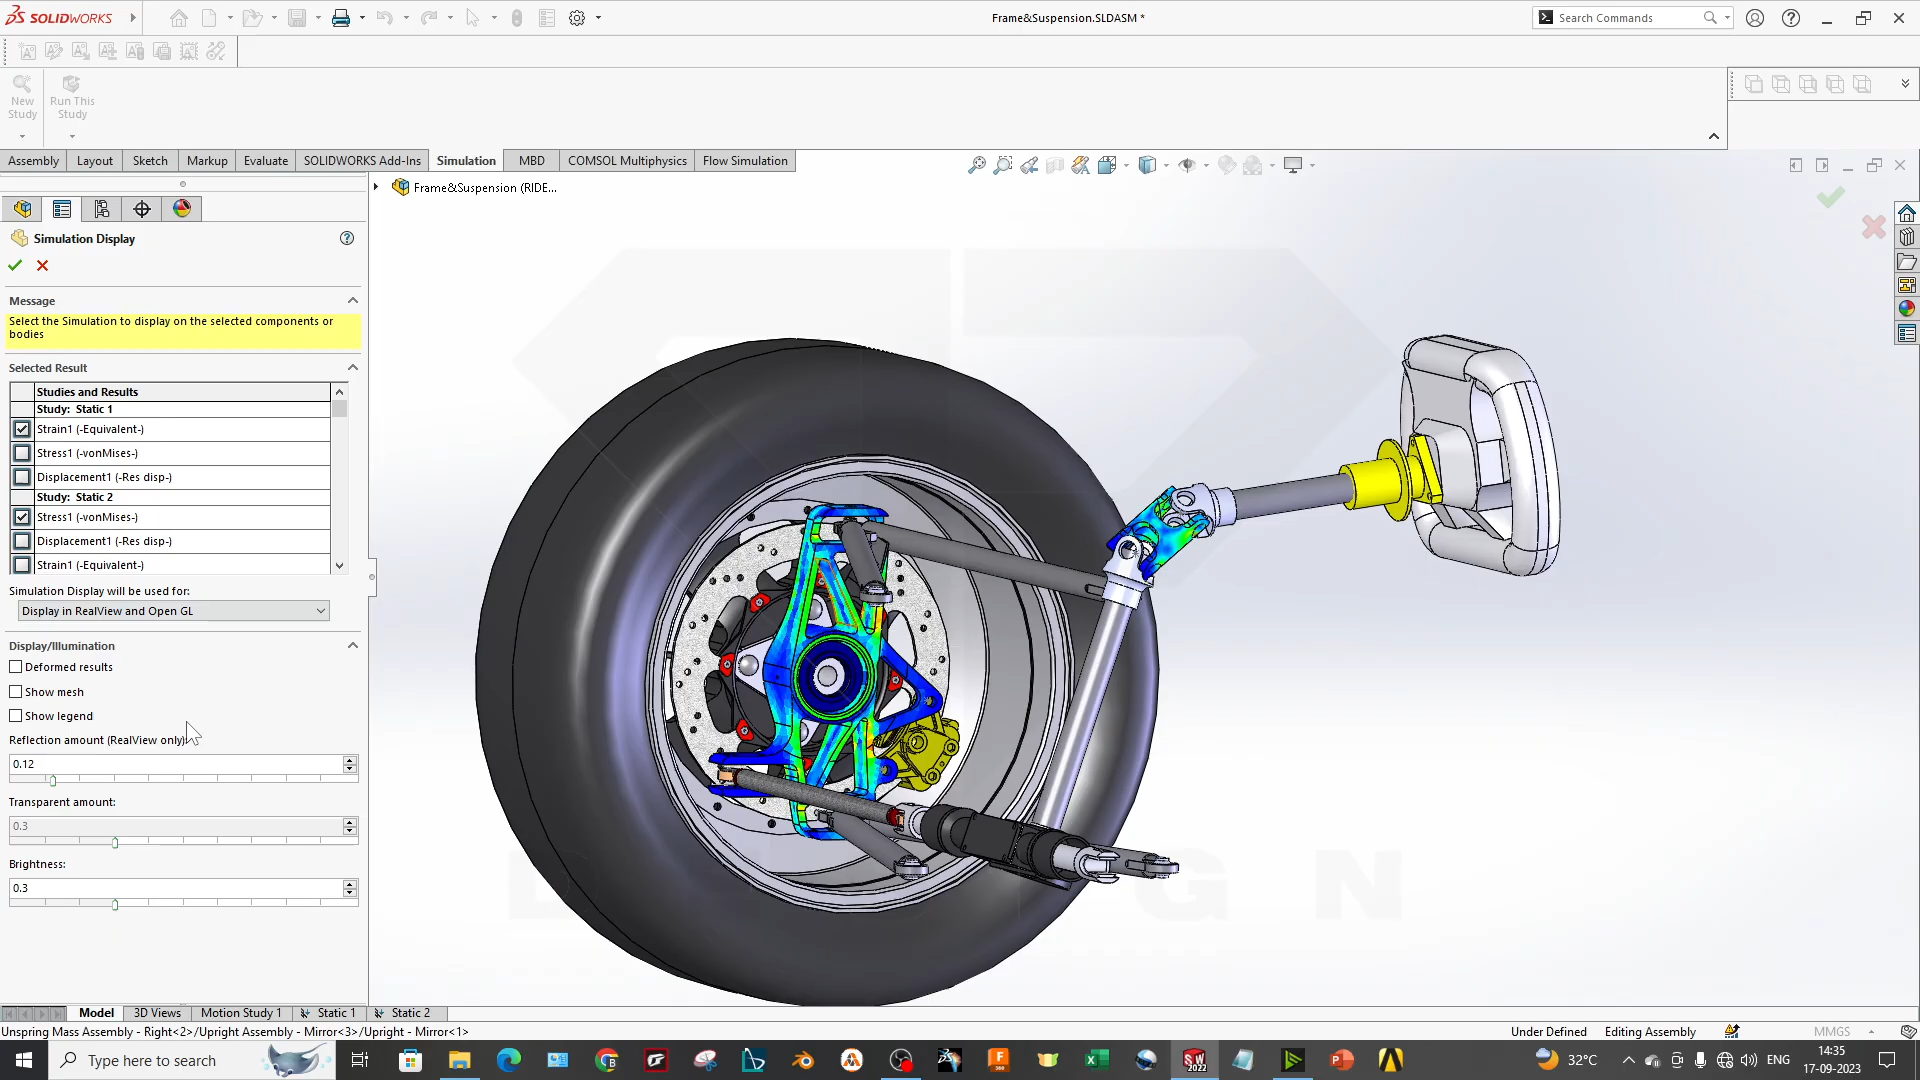 SOLIDWORKS
Frame&Suspension.SLDASM *
Search Commands
New Study
Run This Study
Assembly
Layout
Sketch
Markup
Evaluate
SOLIDWORKS Add-Ins
Simulation
MBD
COMSOL Multiphysics
Flow Simulation
Frame&Suspension (RIDE...
Simulation Display
Message
Select the Simulation to display on the selected components or
bodies
Selected Result
Studies and Results
Study: Static 1
Strain1 (-Equivalent-)
Stress1 (-vonMises-)
Displacement1 (-Res disp-)
Study: Static 2
Stress1 (-vonMises-)
Displacement1 (-Res disp-)
Strain1 (-Equivalent-)
Simulation Display will be used for:
Display in RealView and Open GL
Display/Illumination
Deformed results
Show mesh
Show legend
Reflection amount (RealView only):
0.12
Transparent amount:
0.3
Brightness:
0.3
Model
3D Views
Motion Study 1
Static 1
Static 2
Unspring Mass Assembly - Right<2>/Upright Assembly - Mirror<3>/Upright - Mirror<1>
Under Defined
Editing Assembly
MMGS
Type here to search
SW
2022
32°C
ENG
14:35
17-09-2023